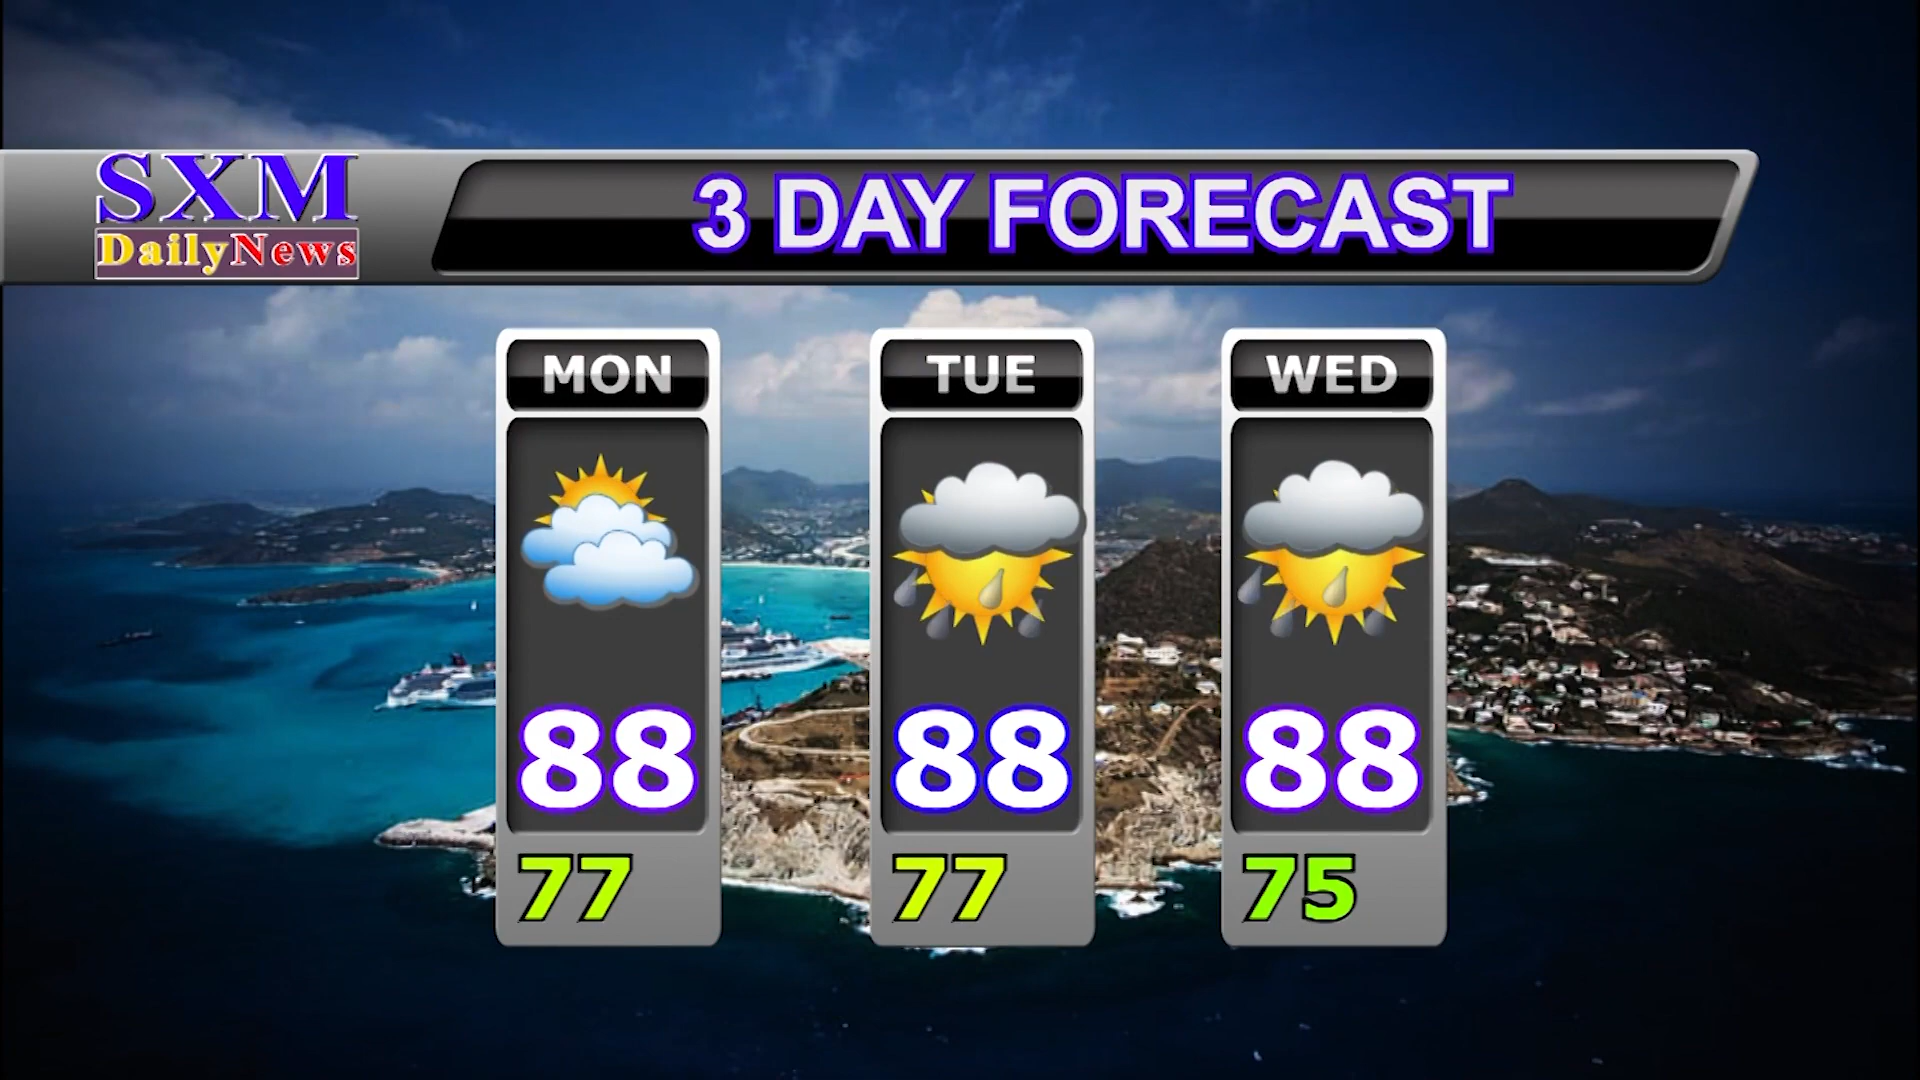 SXM
DailyNews
3 DAY FORECAST
MON
TUE
WED
88
88
88
77
77
75